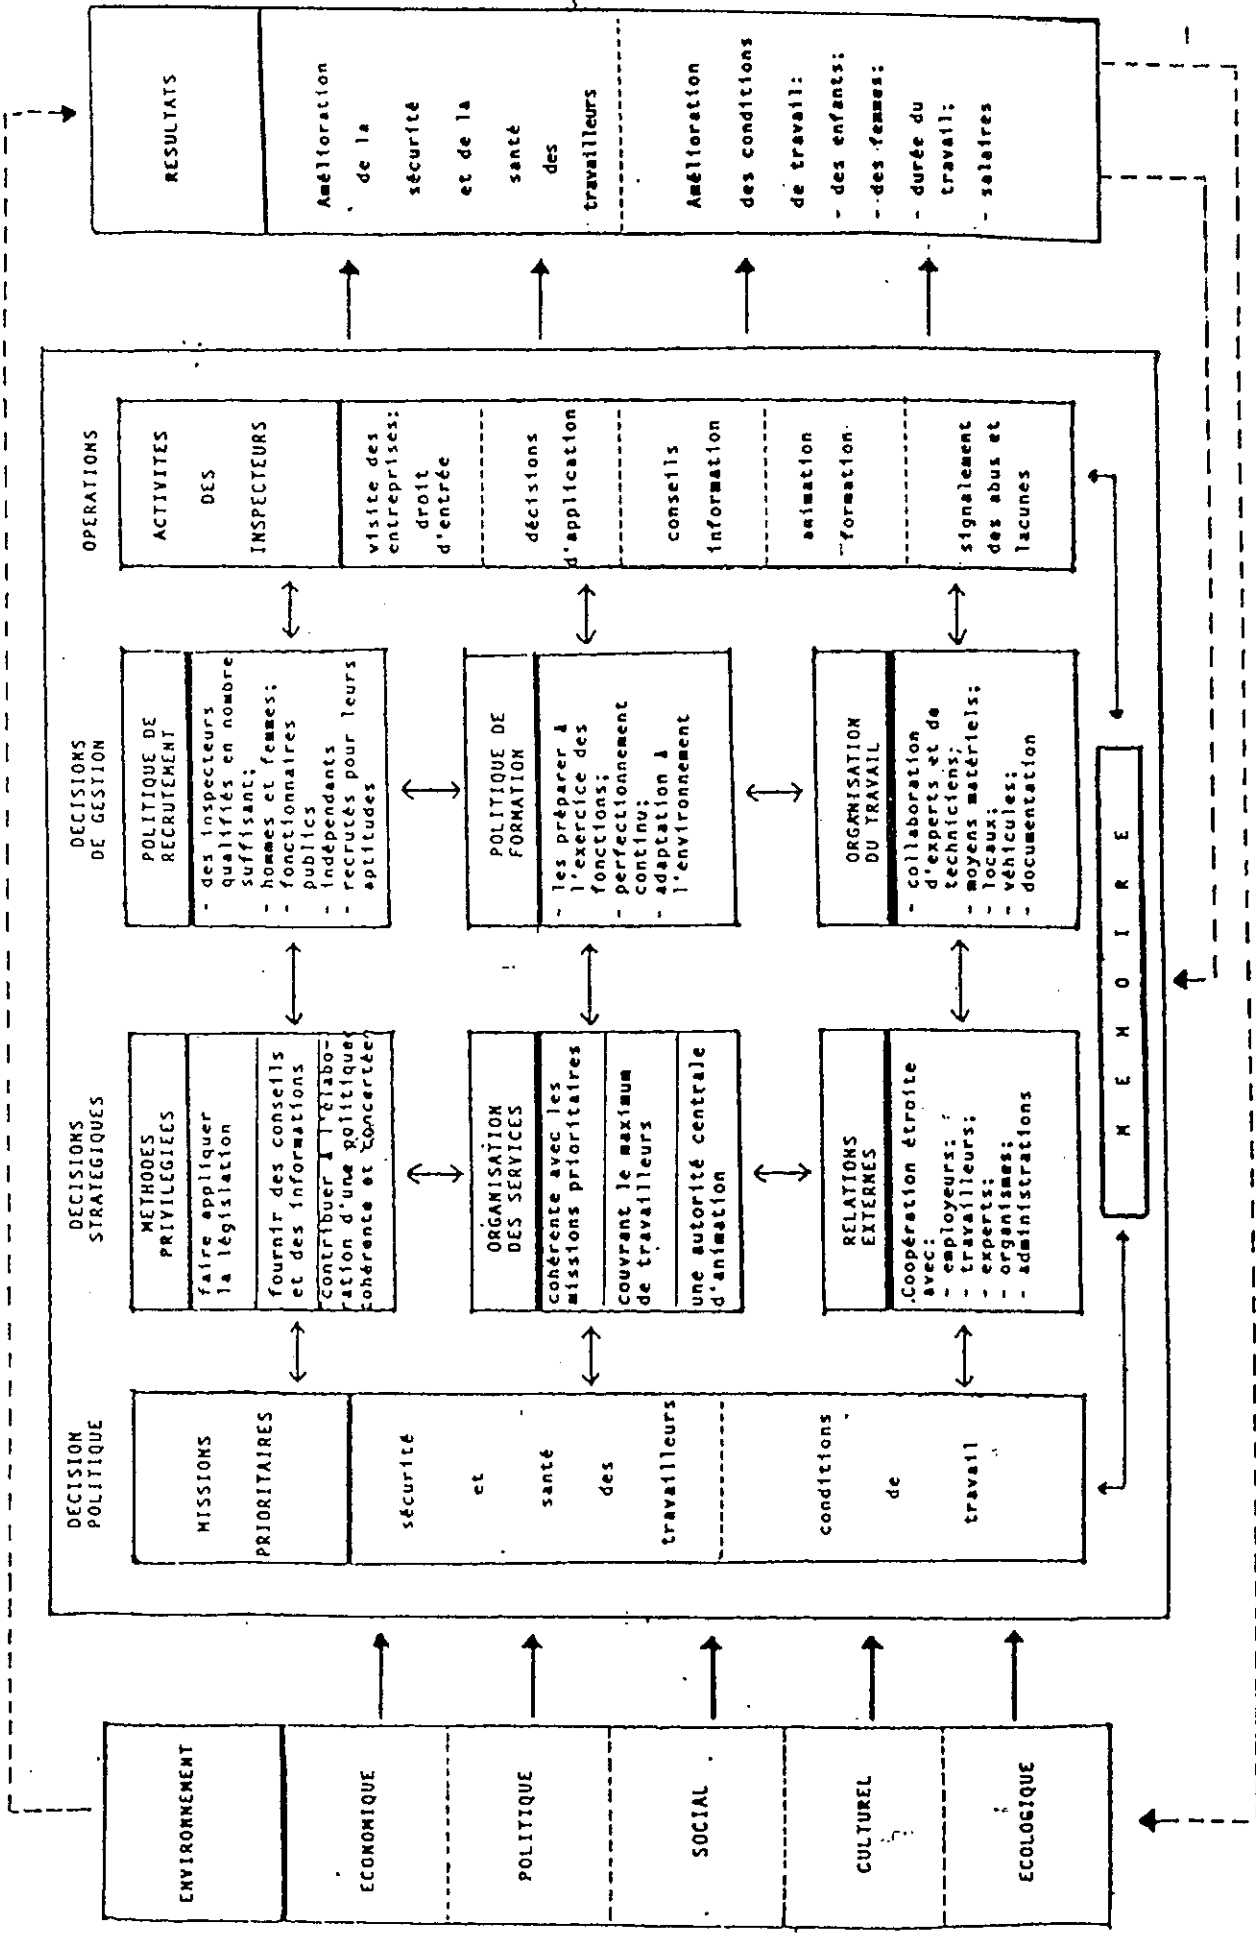 ENVIRONNEMENT
ECONOMIQUE
POLITIQUE
SOCIAL
CULTUREL
ECOLOGIQUE
DECISION
POLITIQUE
MISSIONS
PRIORITAIRES
sécurité
et
santé
des
travailleurs
conditions
de
travail
DECISIONS
STRATEGIQUES
METHODES
PRIVILEGIEES
faire appliquer
la législation
fournir des conseils
et des informations
contribuer à l'élabo-
ration d'une politique
cohérente et concertée
ORGANISATION
DES SERVICES
cohérente avec les
missions prioritaires
couvrant le maximum
de travailleurs
une autorité centrale
d'animation
RELATIONS
EXTERNES
Coopération étroite
avec:
- employeurs;
- travailleurs;
- experts;
- organismes;
- administrations
DECISIONS
DE GESTION
POLITIQUE DE
RECRUTEMENT
- des inspecteurs
qualifiés en nombre
suffisant;
- hommes et femmes;
- fonctionnaires
publics
- indépendants
- recrutés pour leurs
aptitudes
POLITIQUE DE
FORMATION
- les préparer à
l'exercice des
fonctions;
- perfectionnement
continu;
- adaptation à
l'environnement
ORGANISATION
DU TRAVAIL
- collaboration
d'experts et de
techniciens;
- moyens matériels;
- locaux;
- véhicules;
- documentation
OPERATIONS
ACTIVITES
DES
INSPECTEURS
visite des
entreprises:
droit
d'entrée
décisions
d'application
conseils
information
animation
formation
signalement
des abus et
lacunes
M E M O I R E
RESULTATS
Amélioration
de la
sécurité
et de la
santé
des
travailleurs
Amélioration
des conditions
de travail:
- des enfants;
- des femmes;
- durée du
travail;
- salaires